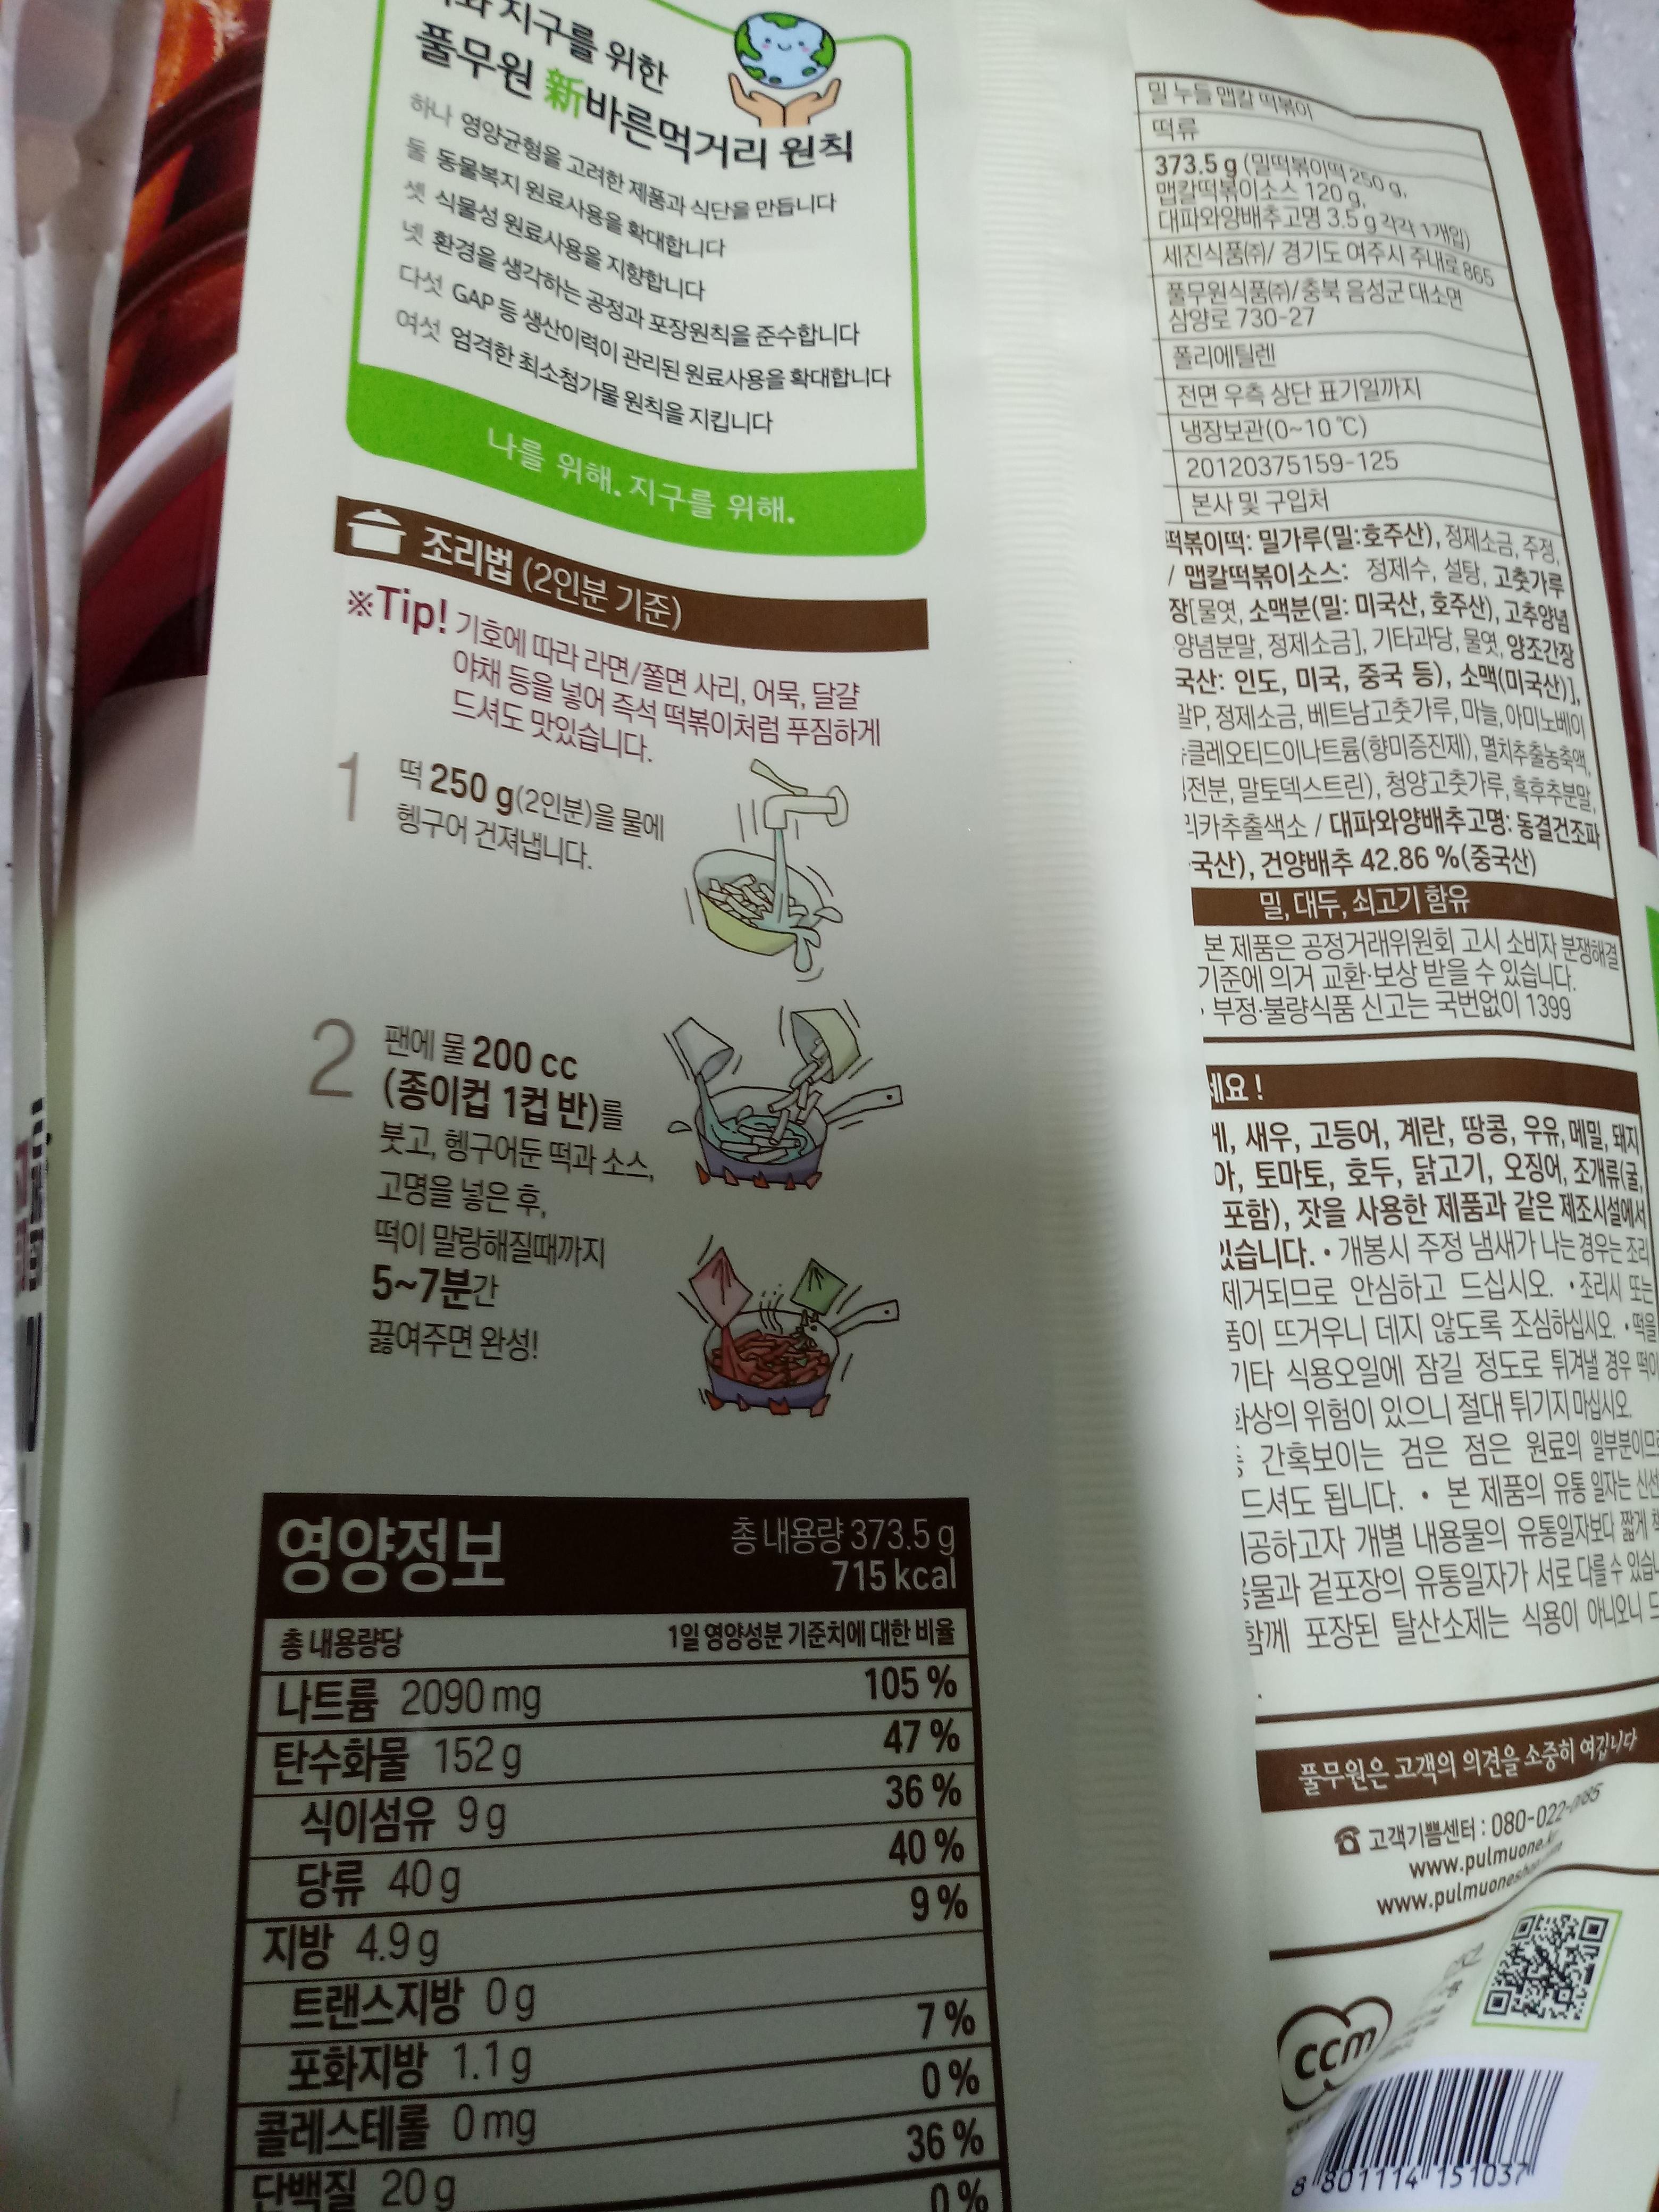 지구를 위한
풀무원 新바른먹거리 원칙
하나 영양균형을 고려한 제품과 식단을 만듭니다
둘 동물복지 원료사용을 확대합니다
셋 식물성 원료사용을 지향합니다
넷 환경을 생각하는 공정과 포장원칙을 준수합니다
다섯 GAP 등 생산이력이 관리된 원료사용을 확대합니다
여섯 엄격한 최소첨가물 원칙을 지킵니다
나를 위해. 지구를 위해.
조리법 (2인분 기준)
※Tip! 기호에 따라 라면/쫄면 사리, 어묵, 달걀
야채 등을 넣어 즉석 떡볶이처럼 푸짐하게
드셔도 맛있습니다.
1 떡 250 g(2인분)을 물에
헹구어 건져냅니다.
2 팬에 물 200 cc
(종이컵 1컵 반)를
붓고, 헹구어둔 떡과 소스,
고명을 넣은 후,
떡이 말랑해질때까지
5~7분간
끓여주면 완성!
영양정보
총 내용량 373.5 g
715 kcal
총 내용량당 1일 영양성분 기준치에 대한 비율
나트륨 2090 mg 105 %
탄수화물 152 g 47 %
식이섬유 9 g 36 %
당류 40 g 40 %
지방 4.9 g 9 %
트랜스지방 0 g
포화지방 1.1 g 7 %
콜레스테롤 0 mg 0 %
단백질 20 g 36 %
0 %
밀 누들 맵칼 떡볶이
떡류
373.5 g (밀떡볶이떡 250 g,
맵칼떡볶이소스 120 g,
대파와양배추고명 3.5 g 각각 1개입)
세진식품(주)/ 경기도 여주시 주내로 865
풀무원식품(주)/충북 음성군 대소면
삼양로 730-27
폴리에틸렌
전면 우측 상단 표기일까지
냉장보관(0~10 ℃)
20120375159-125
본사 및 구입처
떡볶이떡: 밀가루(밀:호주산), 정제소금, 주정,
/ 맵칼떡볶이소스: 정제수, 설탕, 고춧가루
장[물엿, 소맥분(밀: 미국산, 호주산), 고추양념
양념분말, 정제소금], 기타과당, 물엿, 양조간장
국산: 인도, 미국, 중국 등), 소맥(미국산)],
말P, 정제소금, 베트남고춧가루, 마늘, 아미노베이
클레오티드이나트륨(향미증진제), 멸치추출농축액,
전분, 말토덱스트린), 청양고춧가루, 흑후추분말,
리카추출색소 / 대파와양배추고명: 동결건조파
국산), 건양배추 42.86 %(중국산)
밀, 대두, 쇠고기 함유
본 제품은 공정거래위원회 고시 소비자 분쟁해결
기준에 의거 교환·보상 받을 수 있습니다.
· 부정·불량식품 신고는 국번없이 1399
세요 !
게, 새우, 고등어, 계란, 땅콩, 우유, 메밀, 돼지
아, 토마토, 호두, 닭고기, 오징어, 조개류(굴,
포함), 잣을 사용한 제품과 같은 제조시설에서
있습니다. • 개봉시 주정 냄새가 나는 경우는 조리
제거되므로 안심하고 드십시오. • 조리시 또는
품이 뜨거우니 데지 않도록 조심하십시오. • 떡을
기타 식용오일에 잠길 정도로 튀겨낼 경우 떡이
화상의 위험이 있으니 절대 튀기지 마십시오.
간혹보이는 검은 점은 원료의 일부분이므로
드셔도 됩니다. • 본 제품의 유통 일자는 신선
공하고자 개별 내용물의 유통일자보다 짧게
물과 겉포장의 유통일자가 서로 다를 수 있습니
함께 포장된 탈산소제는 식용이 아니오니 드
풀무원은 고객의 의견을 소중히 여깁니다
고객기쁨센터 : 080-022-0085
www.pulmuone
www.pulmuonesh
ccm
8 801114 151037